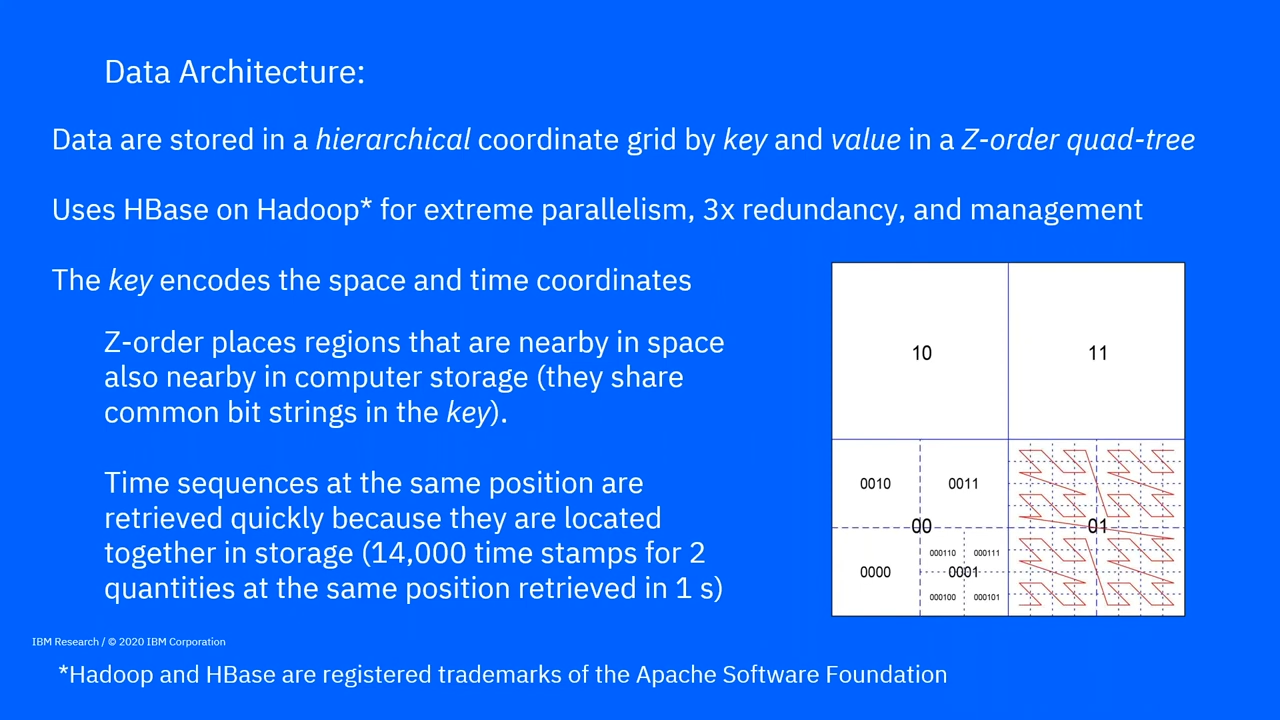 Data Architecture:
Data are stored in a hierarchical coordinate grid by key and value in a Z-order quad-tree
Uses HBase on Hadoop* for extreme parallelism, 3x redundancy, and management
The key encodes the space and time coordinates
Z-order places regions that are nearby in space
also nearby in computer storage (they share
common bit strings in the key).
Time sequences at the same position are
retrieved quickly because they are located
together in storage (14,000 time stamps for 2
quantities at the same position retrieved in 1 s)
10
11
0010
0011
00
01
000110
000111
0000
0001
000100
000101
IBM Research / © 2020 IBM Corporation
*Hadoop and HBase are registered trademarks of the Apache Software Foundation